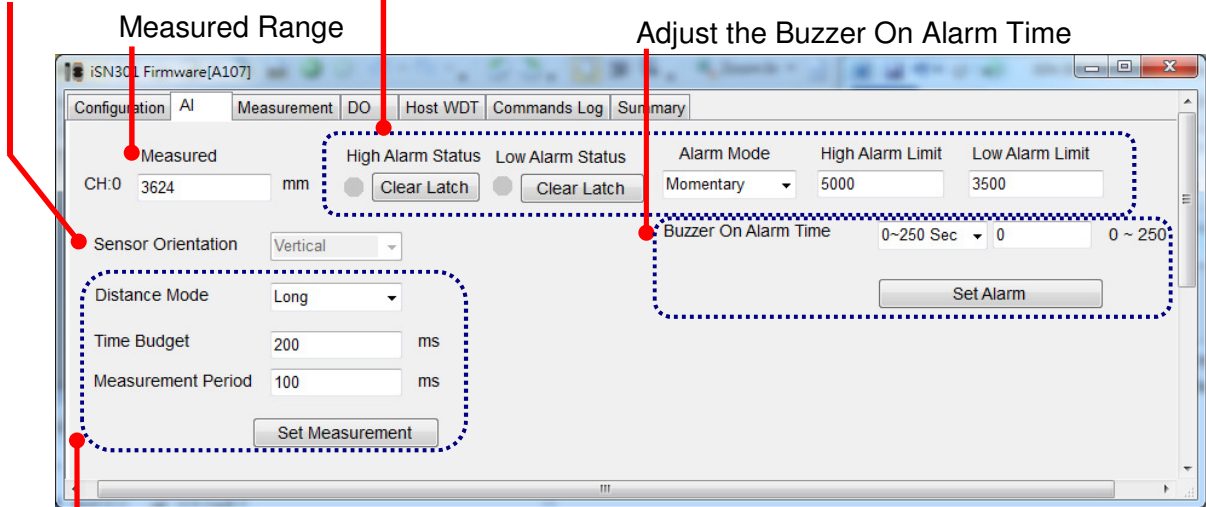 Measured Range
Adjust the Buzzer On Alarm Time
iSN301 Firmware[A107]
Configuration AI Measurement DO Host WDT Commands Log Summary
Measured High Alarm Status Low Alarm Status Alarm Mode High Alarm Limit Low Alarm Limit
CH:0 3624 mm Clear Latch Clear Latch Momentary 5000 3500
Sensor Orientation Vertical Buzzer On Alarm Time 0~250 Sec 0 0 ~ 250
Distance Mode Long Set Alarm
Time Budget 200 ms
Measurement Period 100 ms
Set Measurement